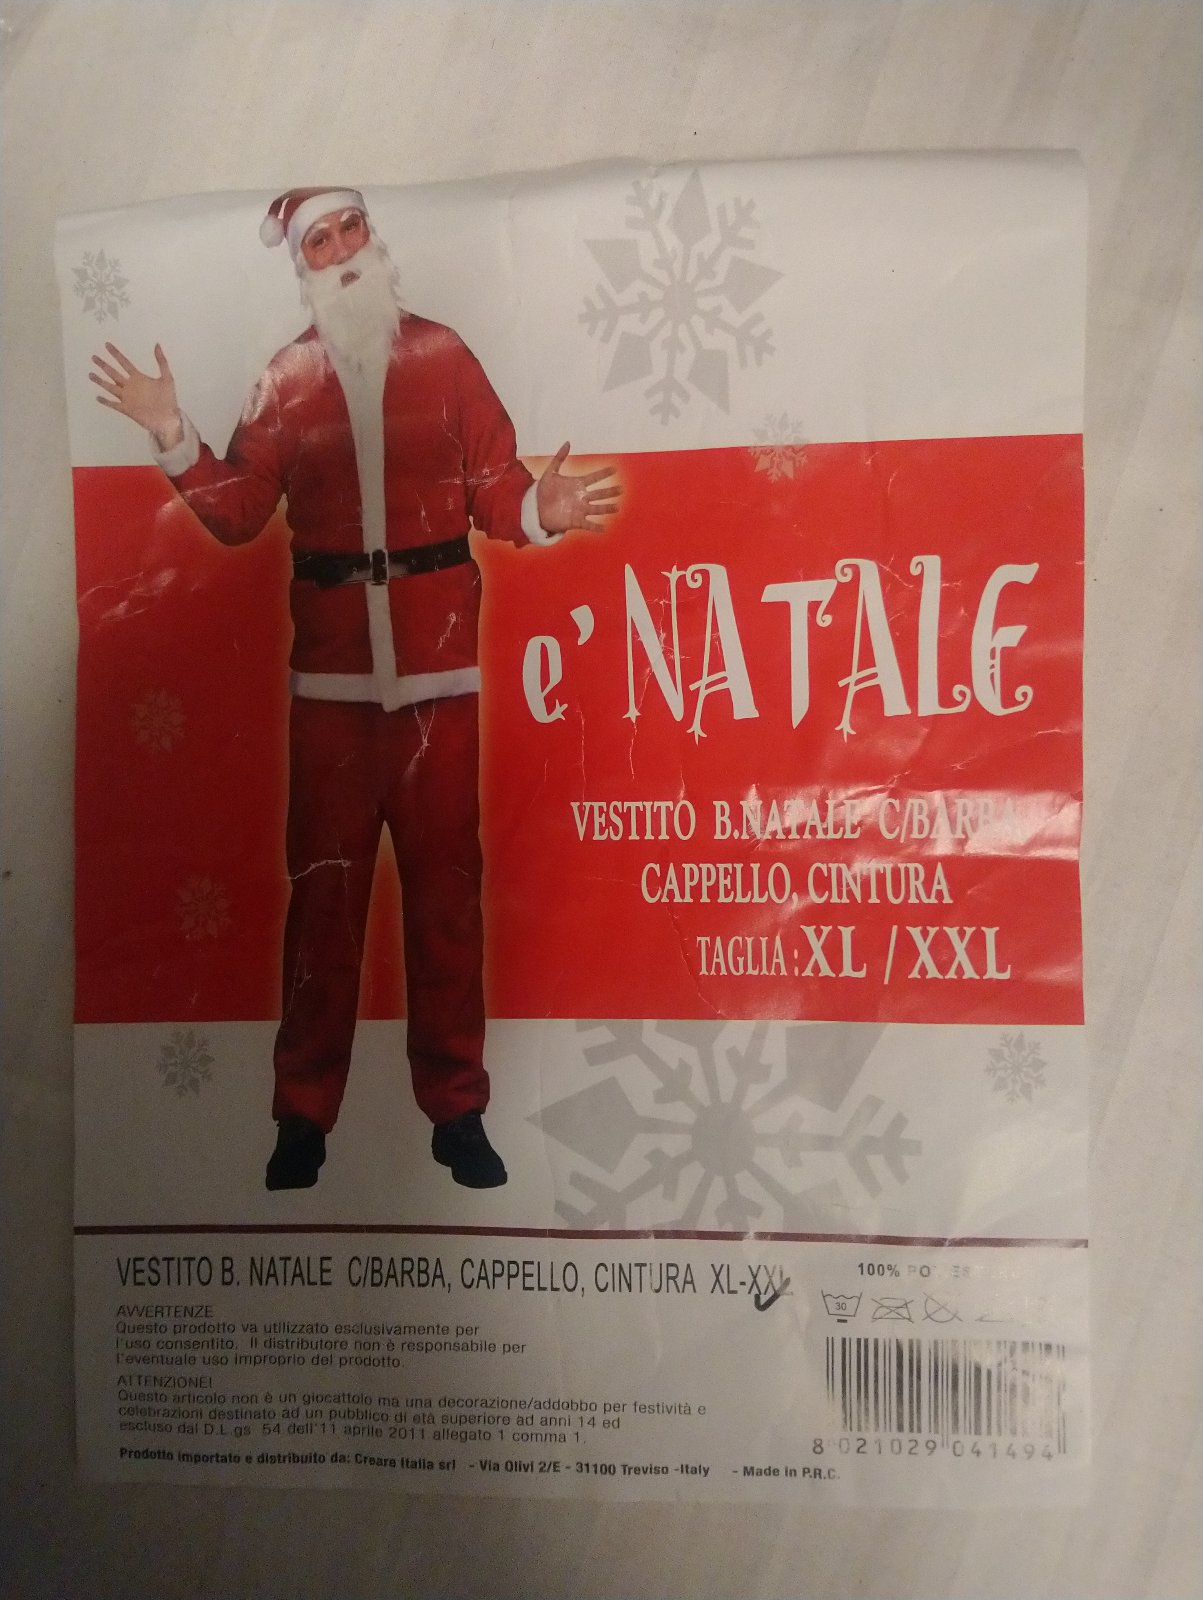 e' NATALE
VESTITO B.NATALE C/BARBA
CAPPELLO, CINTURA
TAGLIA: XL / XXL
VESTITO B. NATALE C/BARBA, CAPPELLO, CINTURA XL-XXL
100%
30
AVVERTENZE
Questo prodotto va utilizzato esclusivamente per
l'uso consentito. Il distributore non è responsabile per
l'eventuale uso improprio del prodotto.
ATTENZIONE!
Questo articolo non è un giocattolo ma una decorazione/addobbo per festività e
celebrazioni destinato ad un pubblico di età superiore ad anni 14 ed
escluso dal D.L.gs 54 dell'11 aprile 2011 allegato 1 comma 1.
Prodotto importato e distribuito da: Creare Italia srl - Via Olivi 2/E - 31100 Treviso -Italy - Made in P.R.C.
8 021029 041494